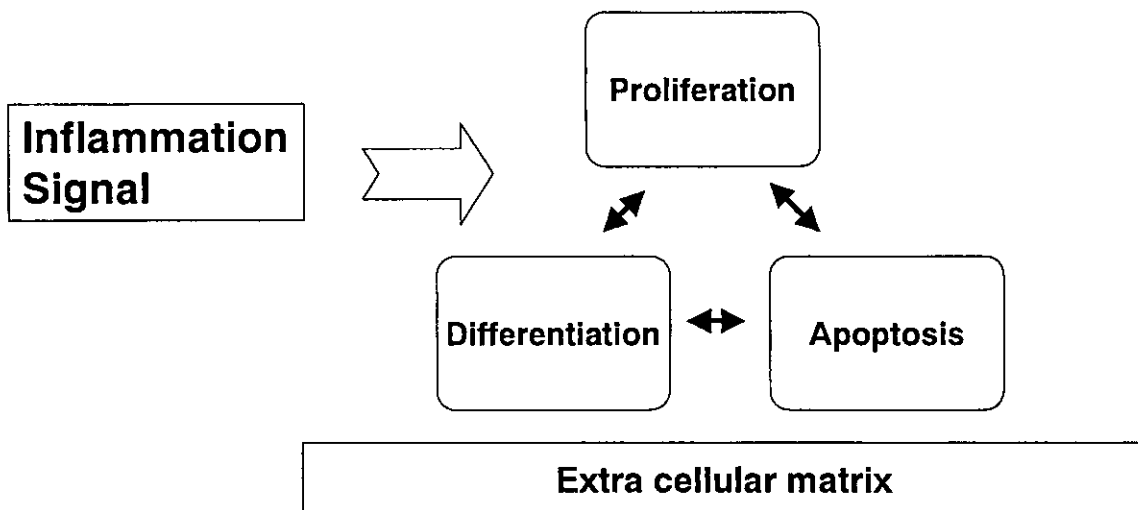 Proliferation
Inflammation
Signal
Differentiation
Apoptosis
Extra cellular matrix